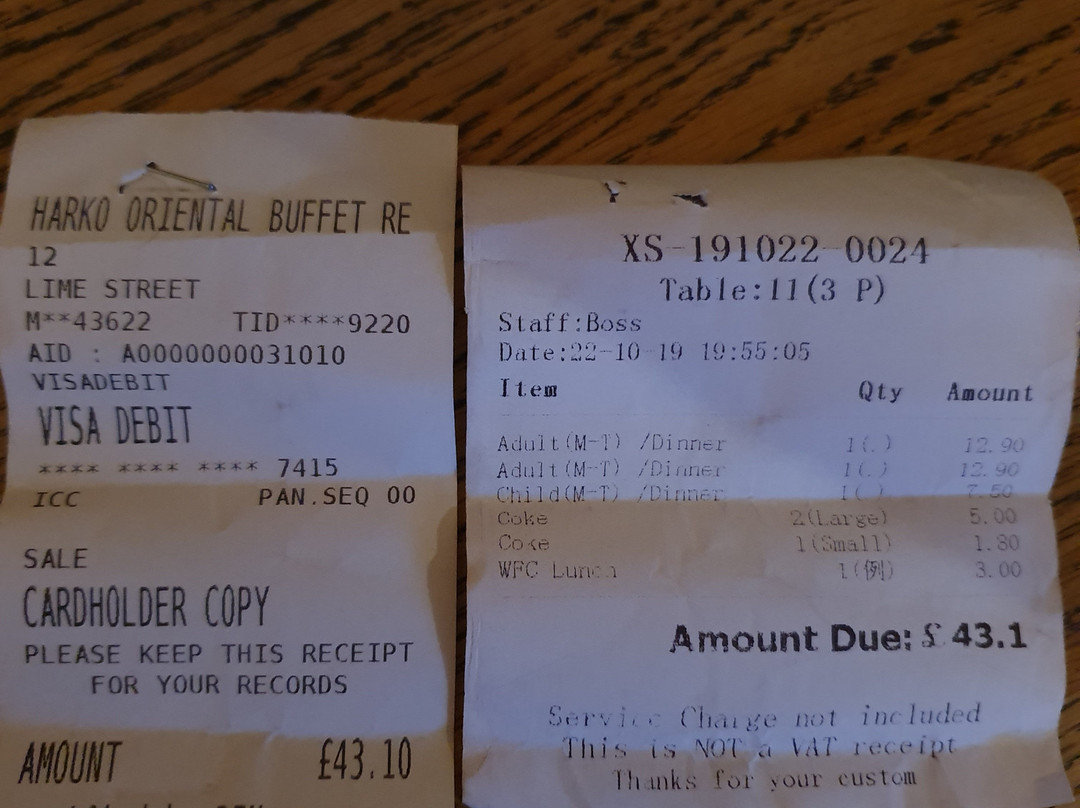 HARKO ORIENTAL BUFFET RE
12
LIME STREET
M**43622 TID****9220
AID : A0000000031010
VISADEBIT
VISA DEBIT
**** **** **** 7415
ICC PAN.SEQ 00
SALE
CARDHOLDER COPY
PLEASE KEEP THIS RECEIPT
FOR YOUR RECORDS
AMOUNT £43.10
XS-191022-0024
Table:11(3 P)
Staff:Boss
Date:22-10-19 19:55:05
Item Qty Amount
Adult(M-T) /Dinner 1(.) 12.90
Adult(M-T) /Dinner 1(.) 12.90
Child(M-T) /Dinner 1( ) 7.50
Coke 2(Large) 5.00
Coke 1(Small) 1.80
WFC Lunch 1(例) 3.00
Amount Due: £ 43.1
Service Charge not included
This is NOT a VAT receipt
Thanks for your custom